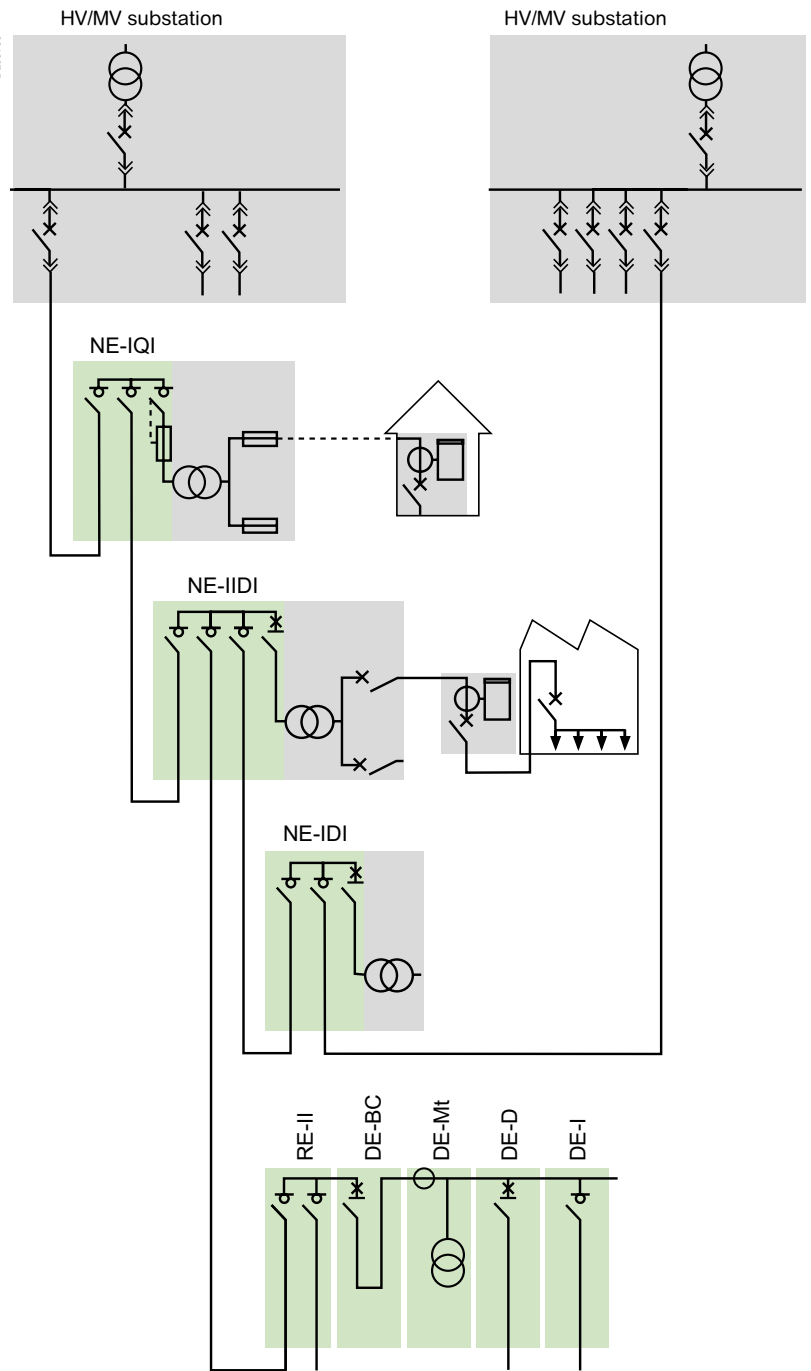 HV/MV substation
HV/MV substation
NE-IQI
NE-IIDI
NE-IDI
RE-II
DE-BC
DE-Mt
DE-D
DE-I